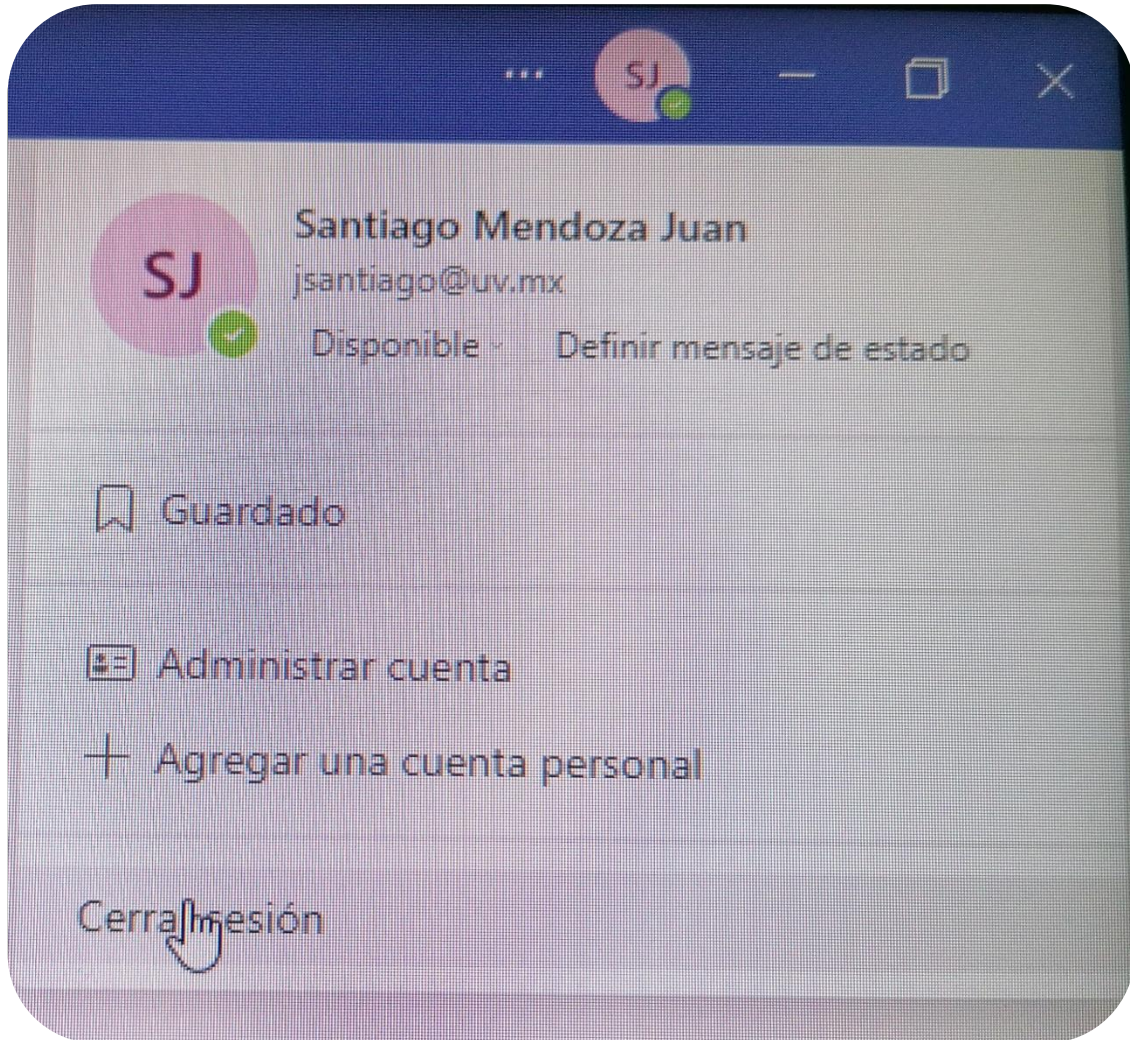 ... SJ
SJ
Santiago Mendoza Juan
jsantiago@uv.mx
Disponible Definir mensaje de estado
Guardado
Administrar cuenta
+ Agregar una cuenta personal
Cerrar sesión